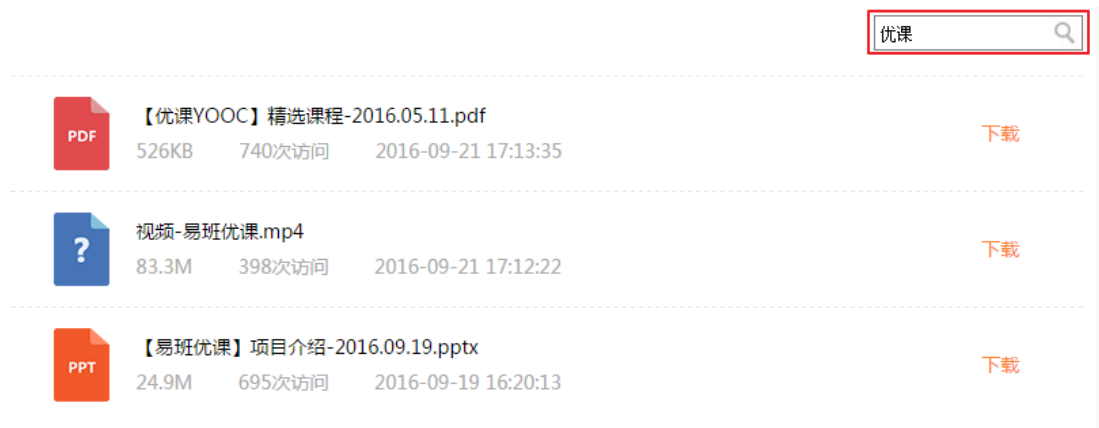 优课
【优课YOOC】精选课程-2016.05.11.pdf
PDF
526KB 740次访问 2016-09-21 17:13:35
下载
视频-易班优课.mp4
?
83.3M 398次访问 2016-09-21 17:12:22
下载
【易班优课】项目介绍-2016.09.19.pptx
PPT
24.9M 695次访问 2016-09-19 16:20:13
下载